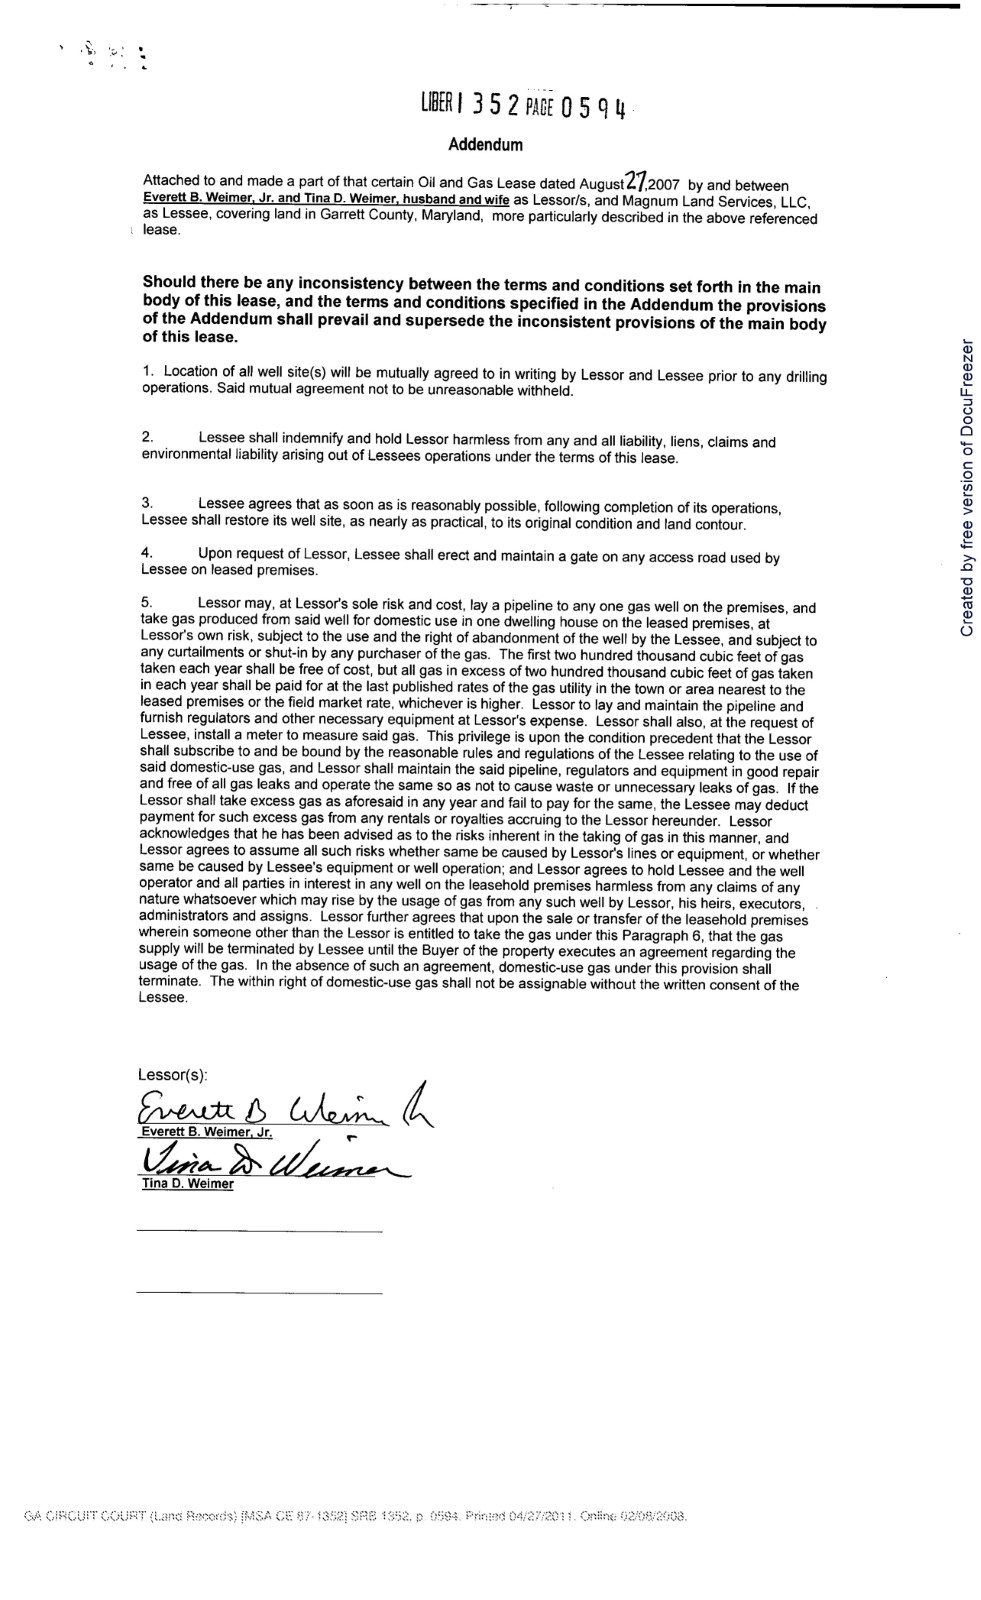 LIBER 1 3 5 2 PAGE 0 5 9 4
Addendum
Attached to and made a part of that certain Oil and Gas Lease dated August 27, 2007 by and between
Everett B. Weimer, Jr. and Tina D. Weimer, husband and wife as Lessor/s, and Magnum Land Services, LLC,
as Lessee, covering land in Garrett County, Maryland, more particularly described in the above referenced
lease.
Should there be any inconsistency between the terms and conditions set forth in the main
body of this lease, and the terms and conditions specified in the Addendum the provisions
of the Addendum shall prevail and supersede the inconsistent provisions of the main body
of this lease.
1. Location of all well site(s) will be mutually agreed to in writing by Lessor and Lessee prior to any drilling
operations. Said mutual agreement not to be unreasonable withheld.
2. Lessee shall indemnify and hold Lessor harmless from any and all liability, liens, claims and
environmental liability arising out of Lessees operations under the terms of this lease.
3. Lessee agrees that as soon as is reasonably possible, following completion of its operations,
Lessee shall restore its well site, as nearly as practical, to its original condition and land contour.
4. Upon request of Lessor, Lessee shall erect and maintain a gate on any access road used by
Lessee on leased premises.
5. Lessor may, at Lessor's sole risk and cost, lay a pipeline to any one gas well on the premises, and
take gas produced from said well for domestic use in one dwelling house on the leased premises, at
Lessor's own risk, subject to the use and the right of abandonment of the well by the Lessee, and subject to
any curtailments or shut-in by any purchaser of the gas. The first two hundred thousand cubic feet of gas
taken each year shall be free of cost, but all gas in excess of two hundred thousand cubic feet of gas taken
in each year shall be paid for at the last published rates of the gas utility in the town or area nearest to the
leased premises or the field market rate, whichever is higher. Lessor to lay and maintain the pipeline and
furnish regulators and other necessary equipment at Lessor's expense. Lessor shall also, at the request of
Lessee, install a meter to measure said gas. This privilege is upon the condition precedent that the Lessor
shall subscribe to and be bound by the reasonable rules and regulations of the Lessee relating to the use of
said domestic-use gas, and Lessor shall maintain the said pipeline, regulators and equipment in good repair
and free of all gas leaks and operate the same so as not to cause waste or unnecessary leaks of gas. If the
Lessor shall take excess gas as aforesaid in any year and fail to pay for the same, the Lessee may deduct
payment for such excess gas from any rentals or royalties accruing to the Lessor hereunder. Lessor
acknowledges that he has been advised as to the risks inherent in the taking of gas in this manner, and
Lessor agrees to assume all such risks whether same be caused by Lessor's lines or equipment, or whether
same be caused by Lessee's equipment or well operation; and Lessor agrees to hold Lessee and the well
operator and all parties in interest in any well on the leasehold premises harmless from any claims of any
nature whatsoever which may rise by the usage of gas from any such well by Lessor, his heirs, executors,
administrators and assigns. Lessor further agrees that upon the sale or transfer of the leasehold premises
wherein someone other than the Lessor is entitled to take the gas under this Paragraph 6, that the gas
supply will be terminated by Lessee until the Buyer of the property executes an agreement regarding the
usage of the gas. In the absence of such an agreement, domestic-use gas under this provision shall
terminate. The within right of domestic-use gas shall not be assignable without the written consent of the
Lessee.
Lessor(s):
Everett B Weimer Jr
Everett B. Weimer, Jr.
Tina D Weimer
Tina D. Weimer
GA CIRCUIT COURT (Land Records) [MSA CE 87-1352] SRB 1352, p. 0594. Printed 04/27/2011. Online 02/06/2008.
Created by free version of DocuFreezer